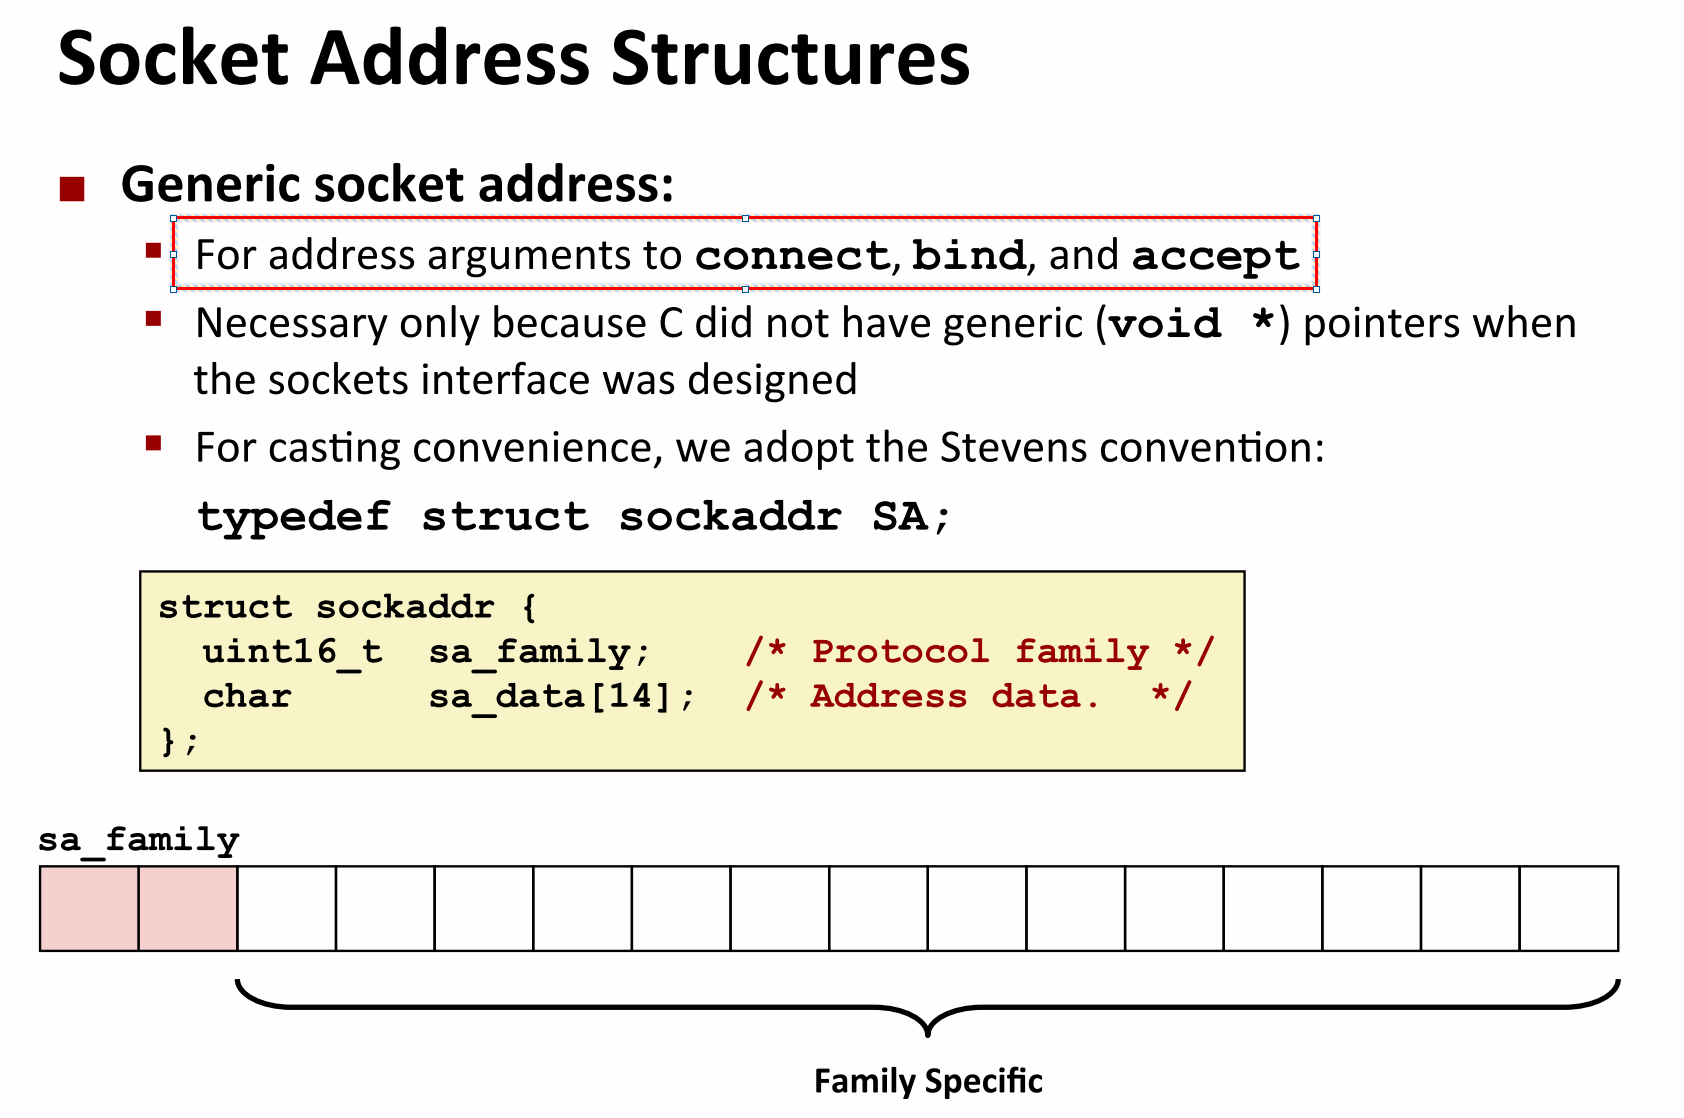 Socket Address Structures
Generic socket address:
For address arguments to connect, bind, and accept
Necessary only because C did not have generic (void *) pointers when
the sockets interface was designed
For casting convenience, we adopt the Stevens convention:
typedef struct sockaddr SA;
struct sockaddr {
  uint16_t  sa_family;    /* Protocol family */
  char      sa_data[14];  /* Address data.  */
};
sa_family
Family Specific